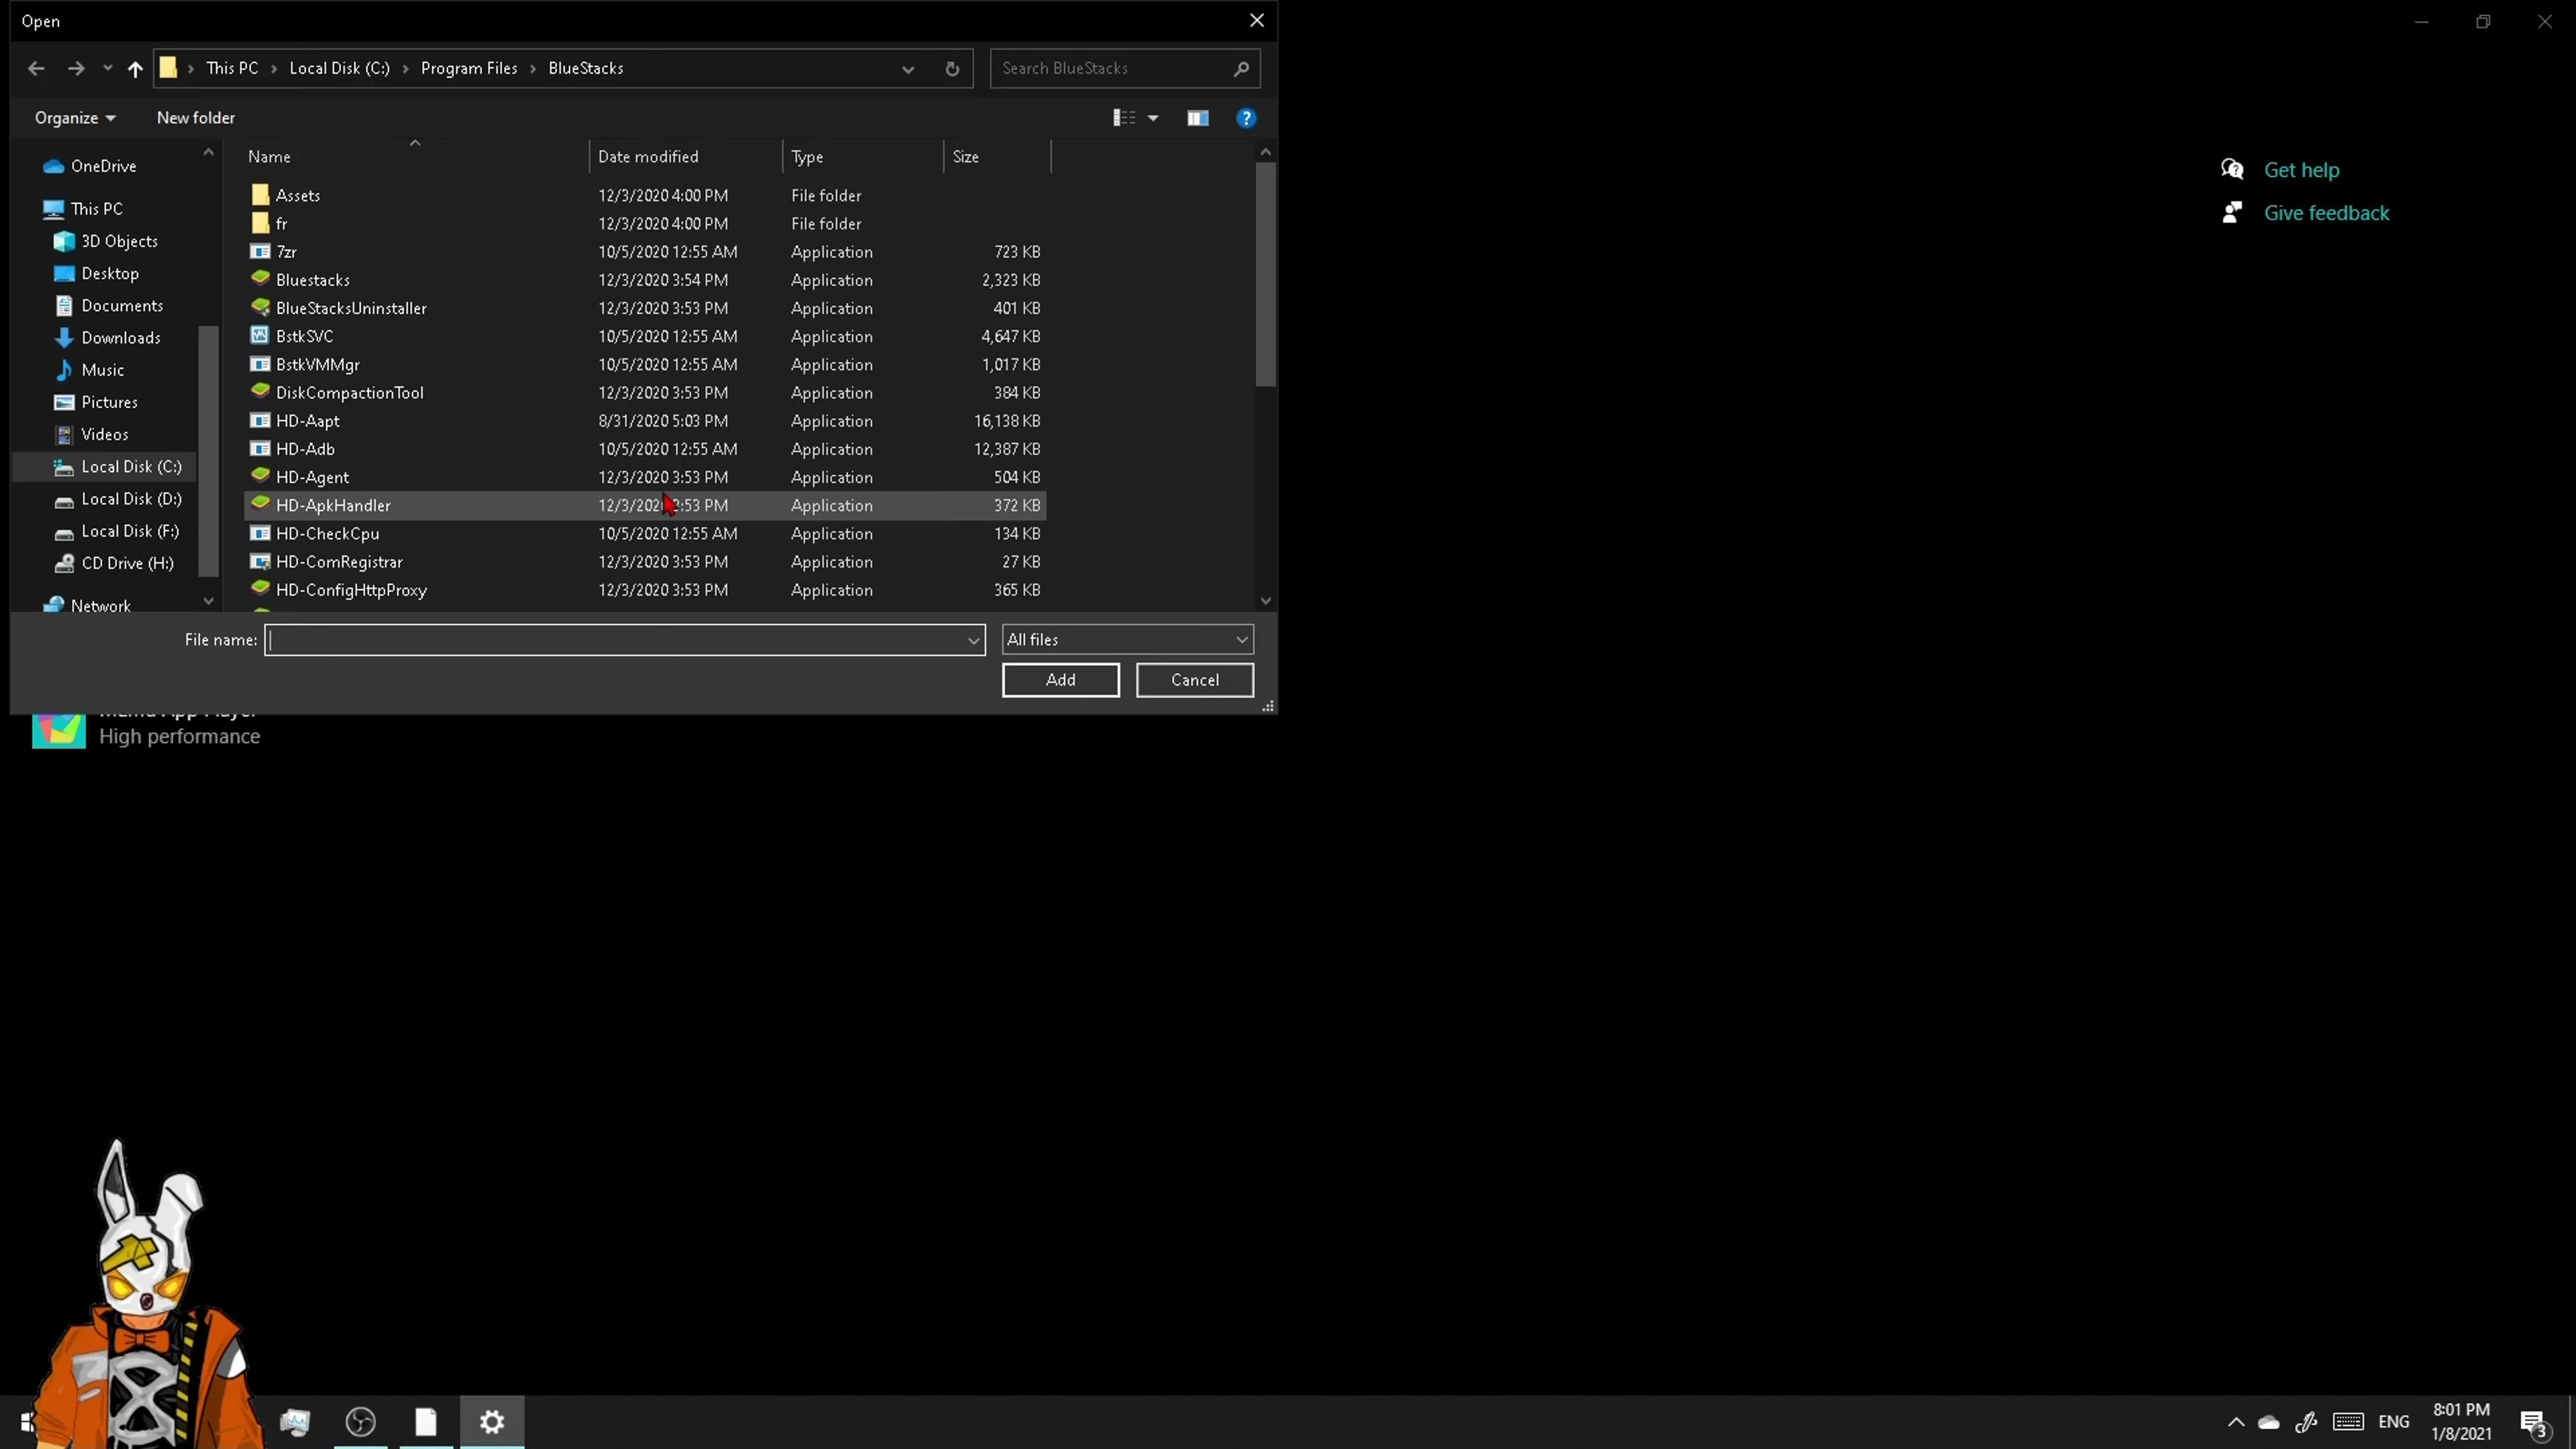 Open
This PC > Local Disk (C:) > Program Files > BlueStacks
Search BlueStacks
Organize
New folder
Get help
Give feedback
Name Date modified Type Size
OneDrive
This PC
3D Objects
Desktop
Documents
Downloads
Music
Pictures
Videos
Local Disk (C:)
Local Disk (D:)
Local Disk (F:)
CD Drive (H:)
Network
Assets 12/3/2020 4:00 PM File folder
fr 12/3/2020 4:00 PM File folder
7zr 10/5/2020 12:55 AM Application 723 KB
Bluestacks 12/3/2020 3:54 PM Application 2,323 KB
BlueStacksUninstaller 12/3/2020 3:53 PM Application 401 KB
BstkSVC 10/5/2020 12:55 AM Application 4,647 KB
BstkVMMgr 10/5/2020 12:55 AM Application 1,017 KB
DiskCompactionTool 12/3/2020 3:53 PM Application 384 KB
HD-Aapt 8/31/2020 5:03 PM Application 16,138 KB
HD-Adb 10/5/2020 12:55 AM Application 12,387 KB
HD-Agent 12/3/2020 3:53 PM Application 504 KB
HD-ApkHandler 12/3/2020 3:53 PM Application 372 KB
HD-CheckCpu 10/5/2020 12:55 AM Application 134 KB
HD-ComRegistrar 12/3/2020 3:53 PM Application 27 KB
HD-ConfigHttpProxy 12/3/2020 3:53 PM Application 365 KB
File name:
All files
Add
Cancel
MEmu App Player
High performance
ENG
8:01 PM
1/8/2021
3